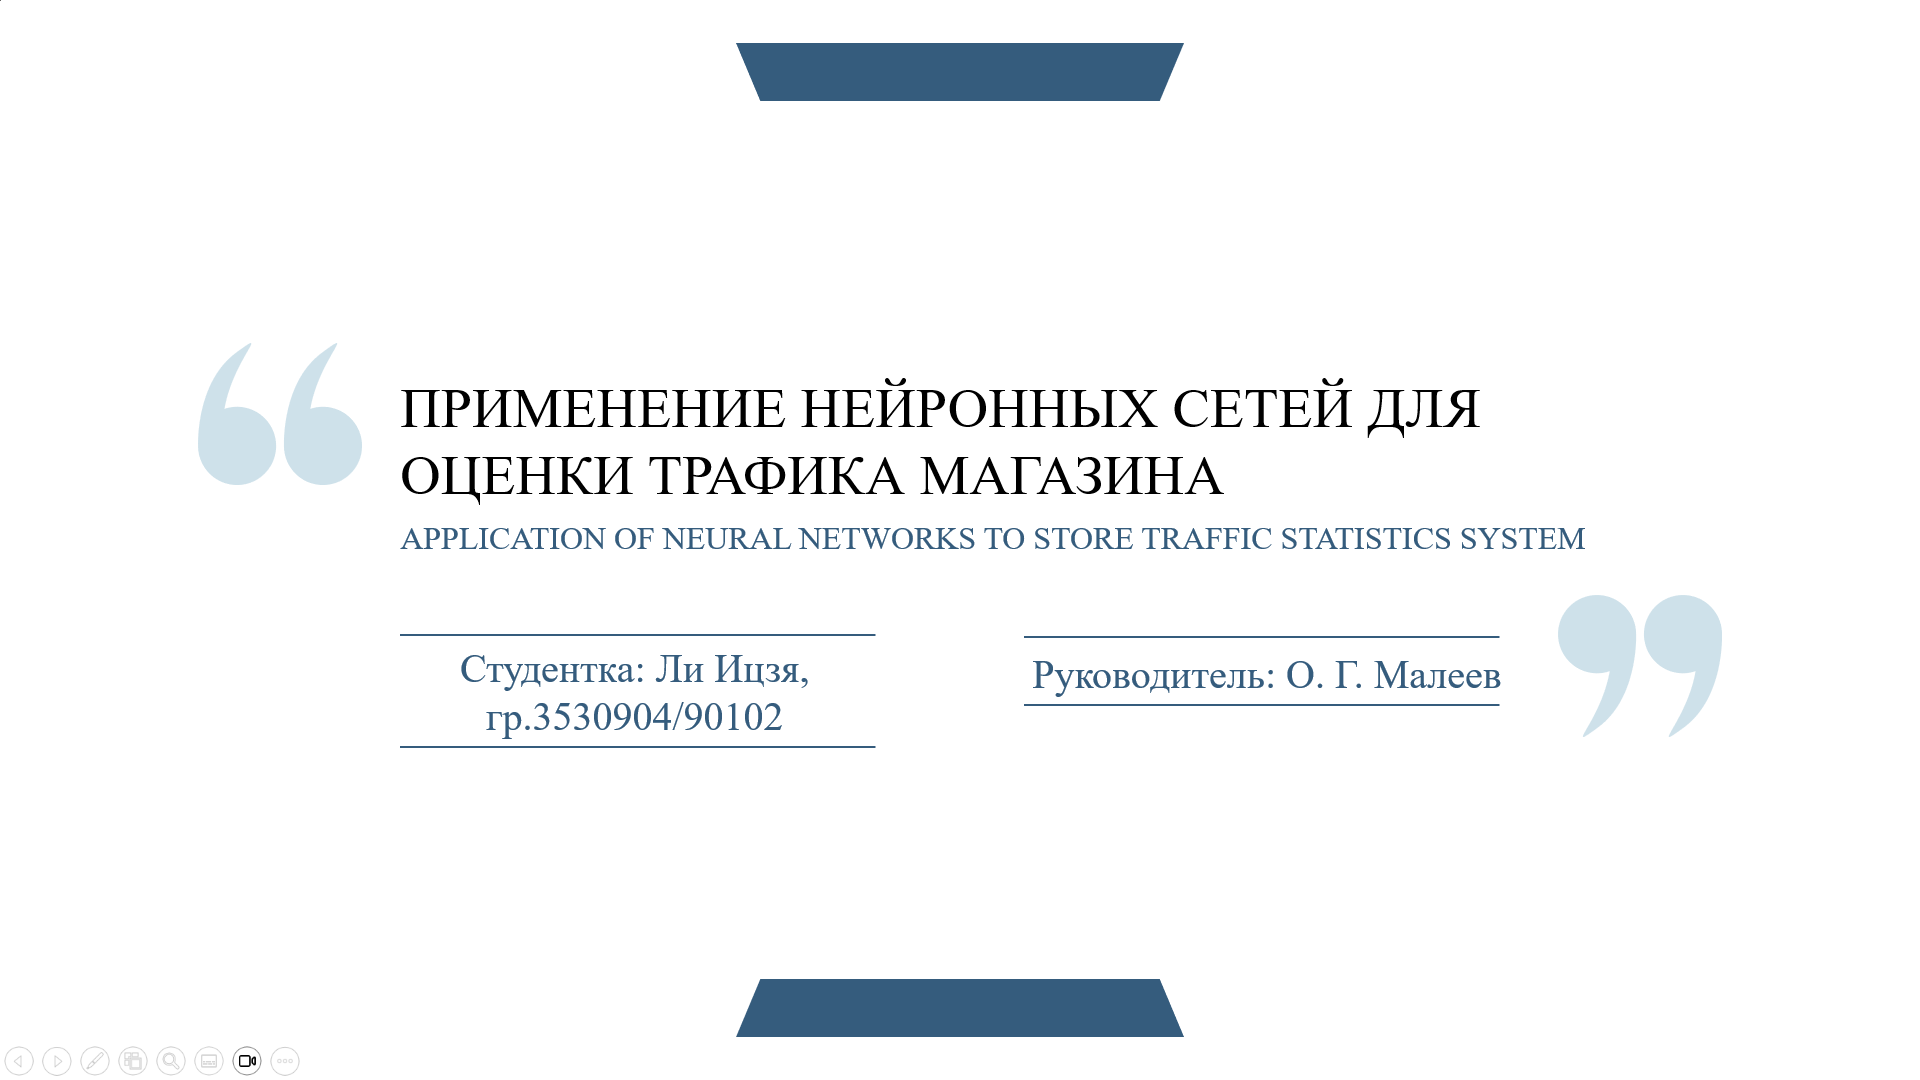 ПРИМЕНЕНИЕ НЕЙРОННЫХ СЕТЕЙ ДЛЯ
ОЦЕНКИ ТРАФИКА МАГАЗИНА
APPLICATION OF NEURAL NETWORKS TO STORE TRAFFIC STATISTICS SYSTEM
Студентка: Ли Ицзя,
гр.3530904/90102
Руководитель: О. Г. Малеев